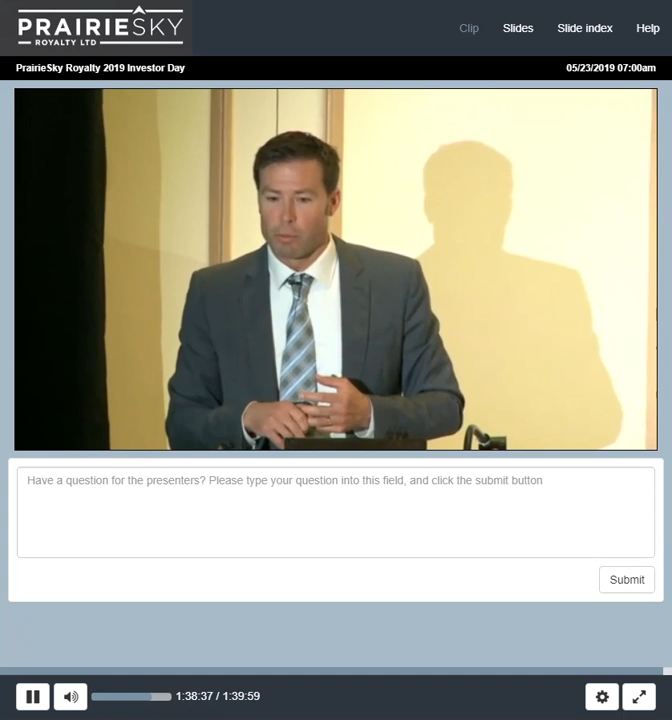 PRAIRIESKY
ROYALTY LTD
Clip Slides Slide index Help
PrairieSky Royalty 2019 Investor Day 05/23/2019 07:00am
Have a question for the presenters? Please type your question into this field, and click the submit button
Submit
1:38:37 / 1:39:59